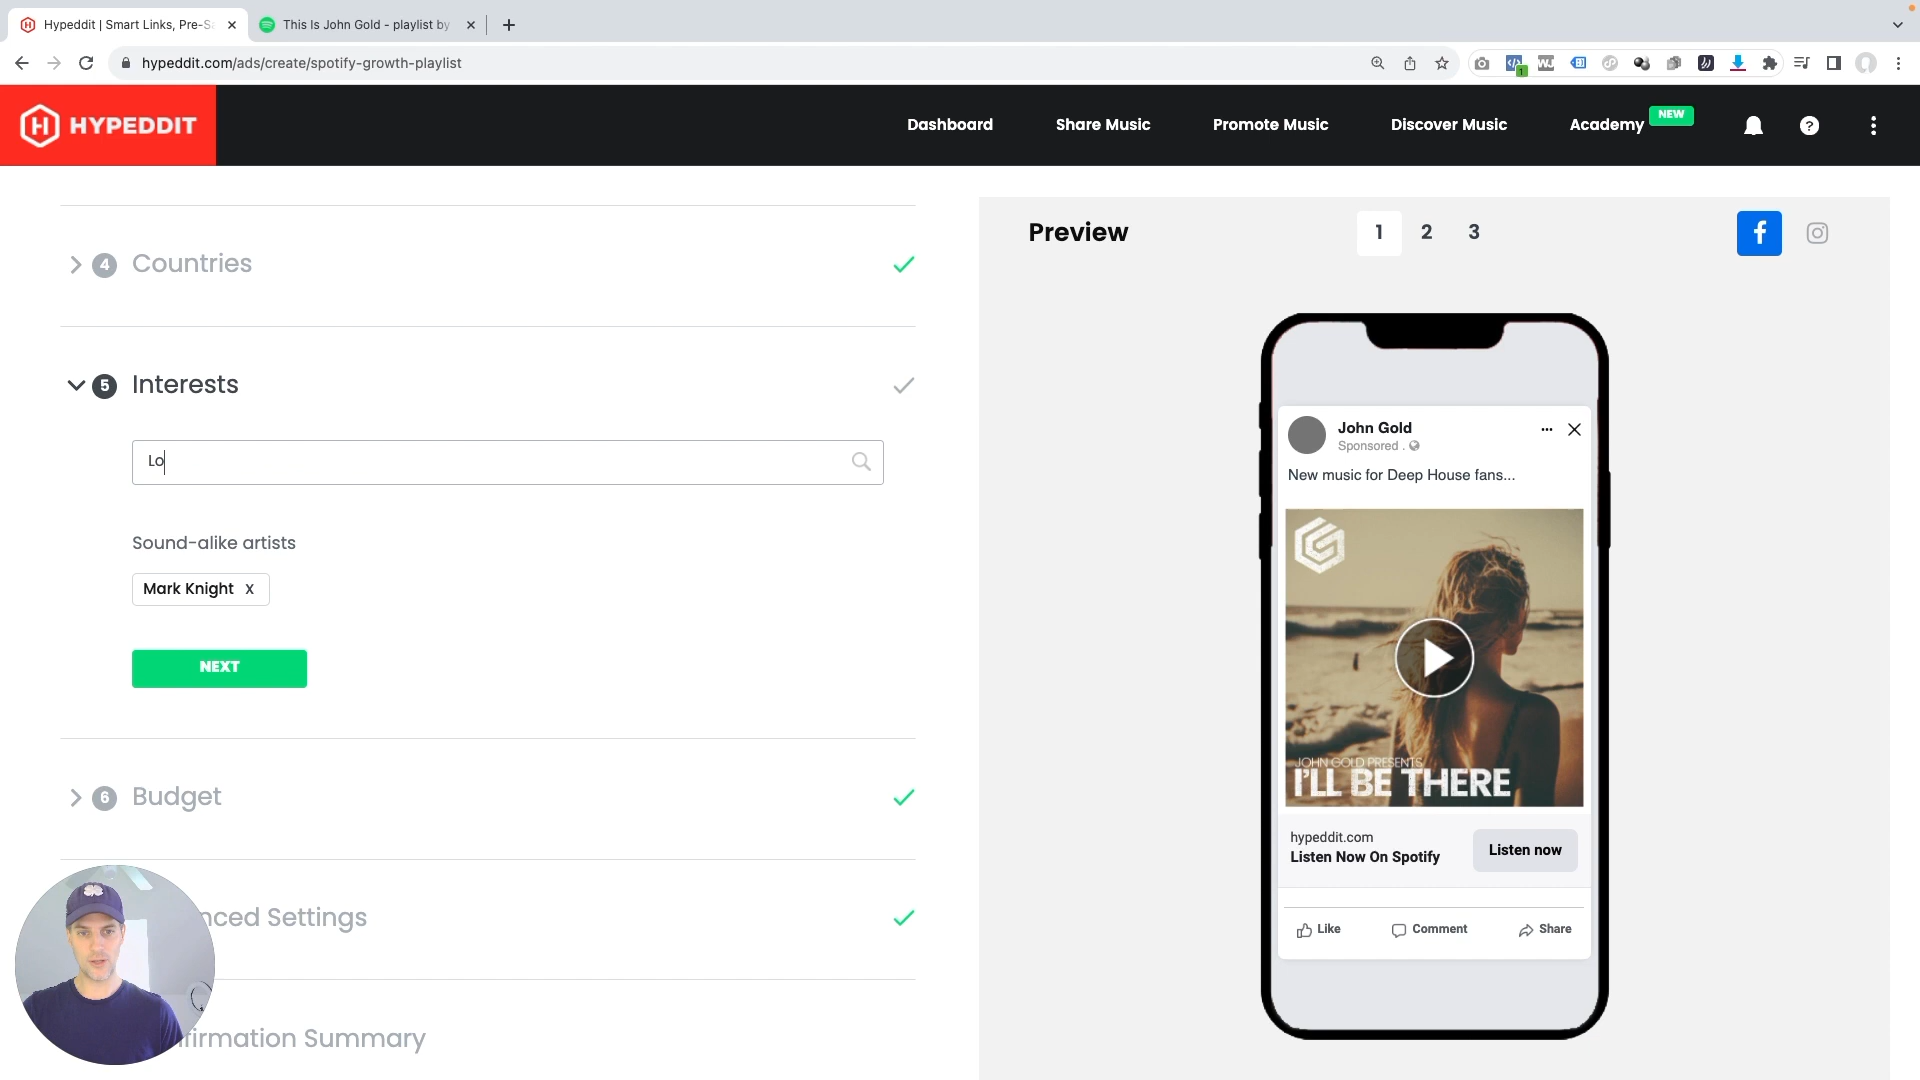 Hypeddit | Smart Links, Pre-Sa
This Is John Gold - playlist by
hypeddit.com/ads/create/spotify-growth-playlist
HYPEDDIT
Dashboard
Share Music
Promote Music
Discover Music
Academy
NEW
4 Countries
5 Interests
Lo
Sound-alike artists
Mark Knight x
NEXT
6 Budget
nced Settings
firmation Summary
Preview
1 2 3
John Gold
Sponsored .
New music for Deep House fans...
JOHN GOLD PRESENTS
I'LL BE THERE
hypeddit.com
Listen Now On Spotify
Listen now
Like
Comment
Share